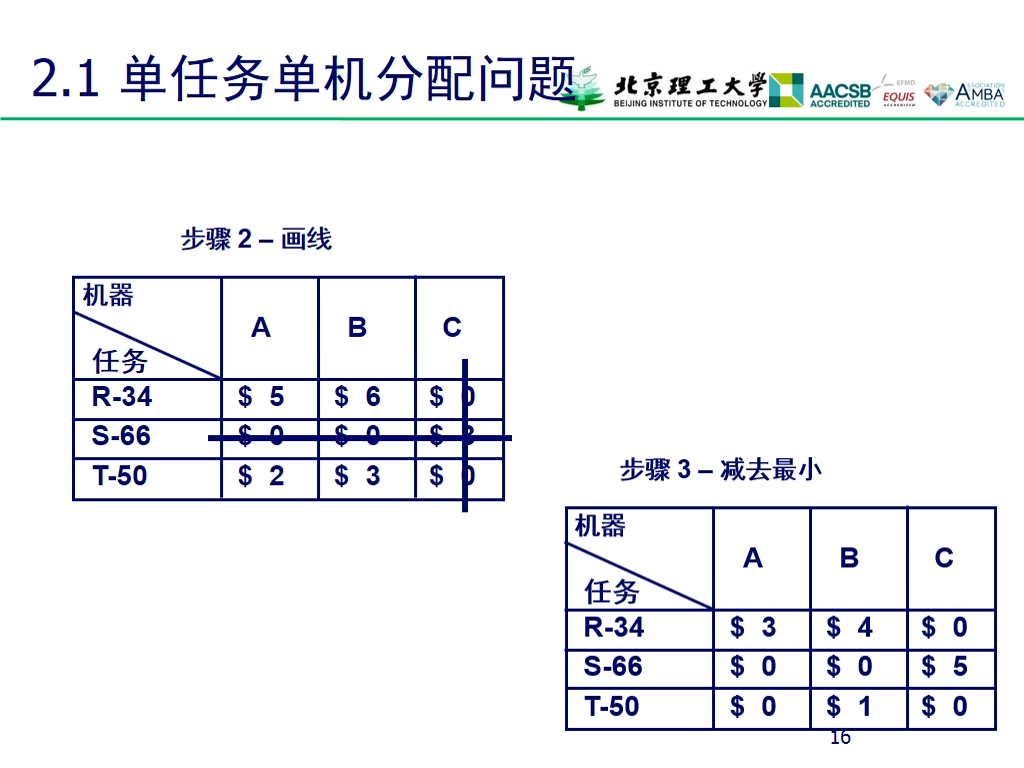 2.1 单任务单机分配问题
北京理工大学
BEIJING INSTITUTE OF TECHNOLOGY
AACSB
ACCREDITED
EFMD
EQUIS
ACCREDITED
ASSOCIATION
AMBA
ACCREDITED
步骤 2 – 画线
机器
任务
A B C
R-34 $ 5 $ 6 $ 0
S-66 $ 0 $ 0 $ 3
T-50 $ 2 $ 3 $ 0
步骤 3 – 减去最小
机器
任务
A B C
R-34 $ 3 $ 4 $ 0
S-66 $ 0 $ 0 $ 5
T-50 $ 0 $ 1 $ 0
16